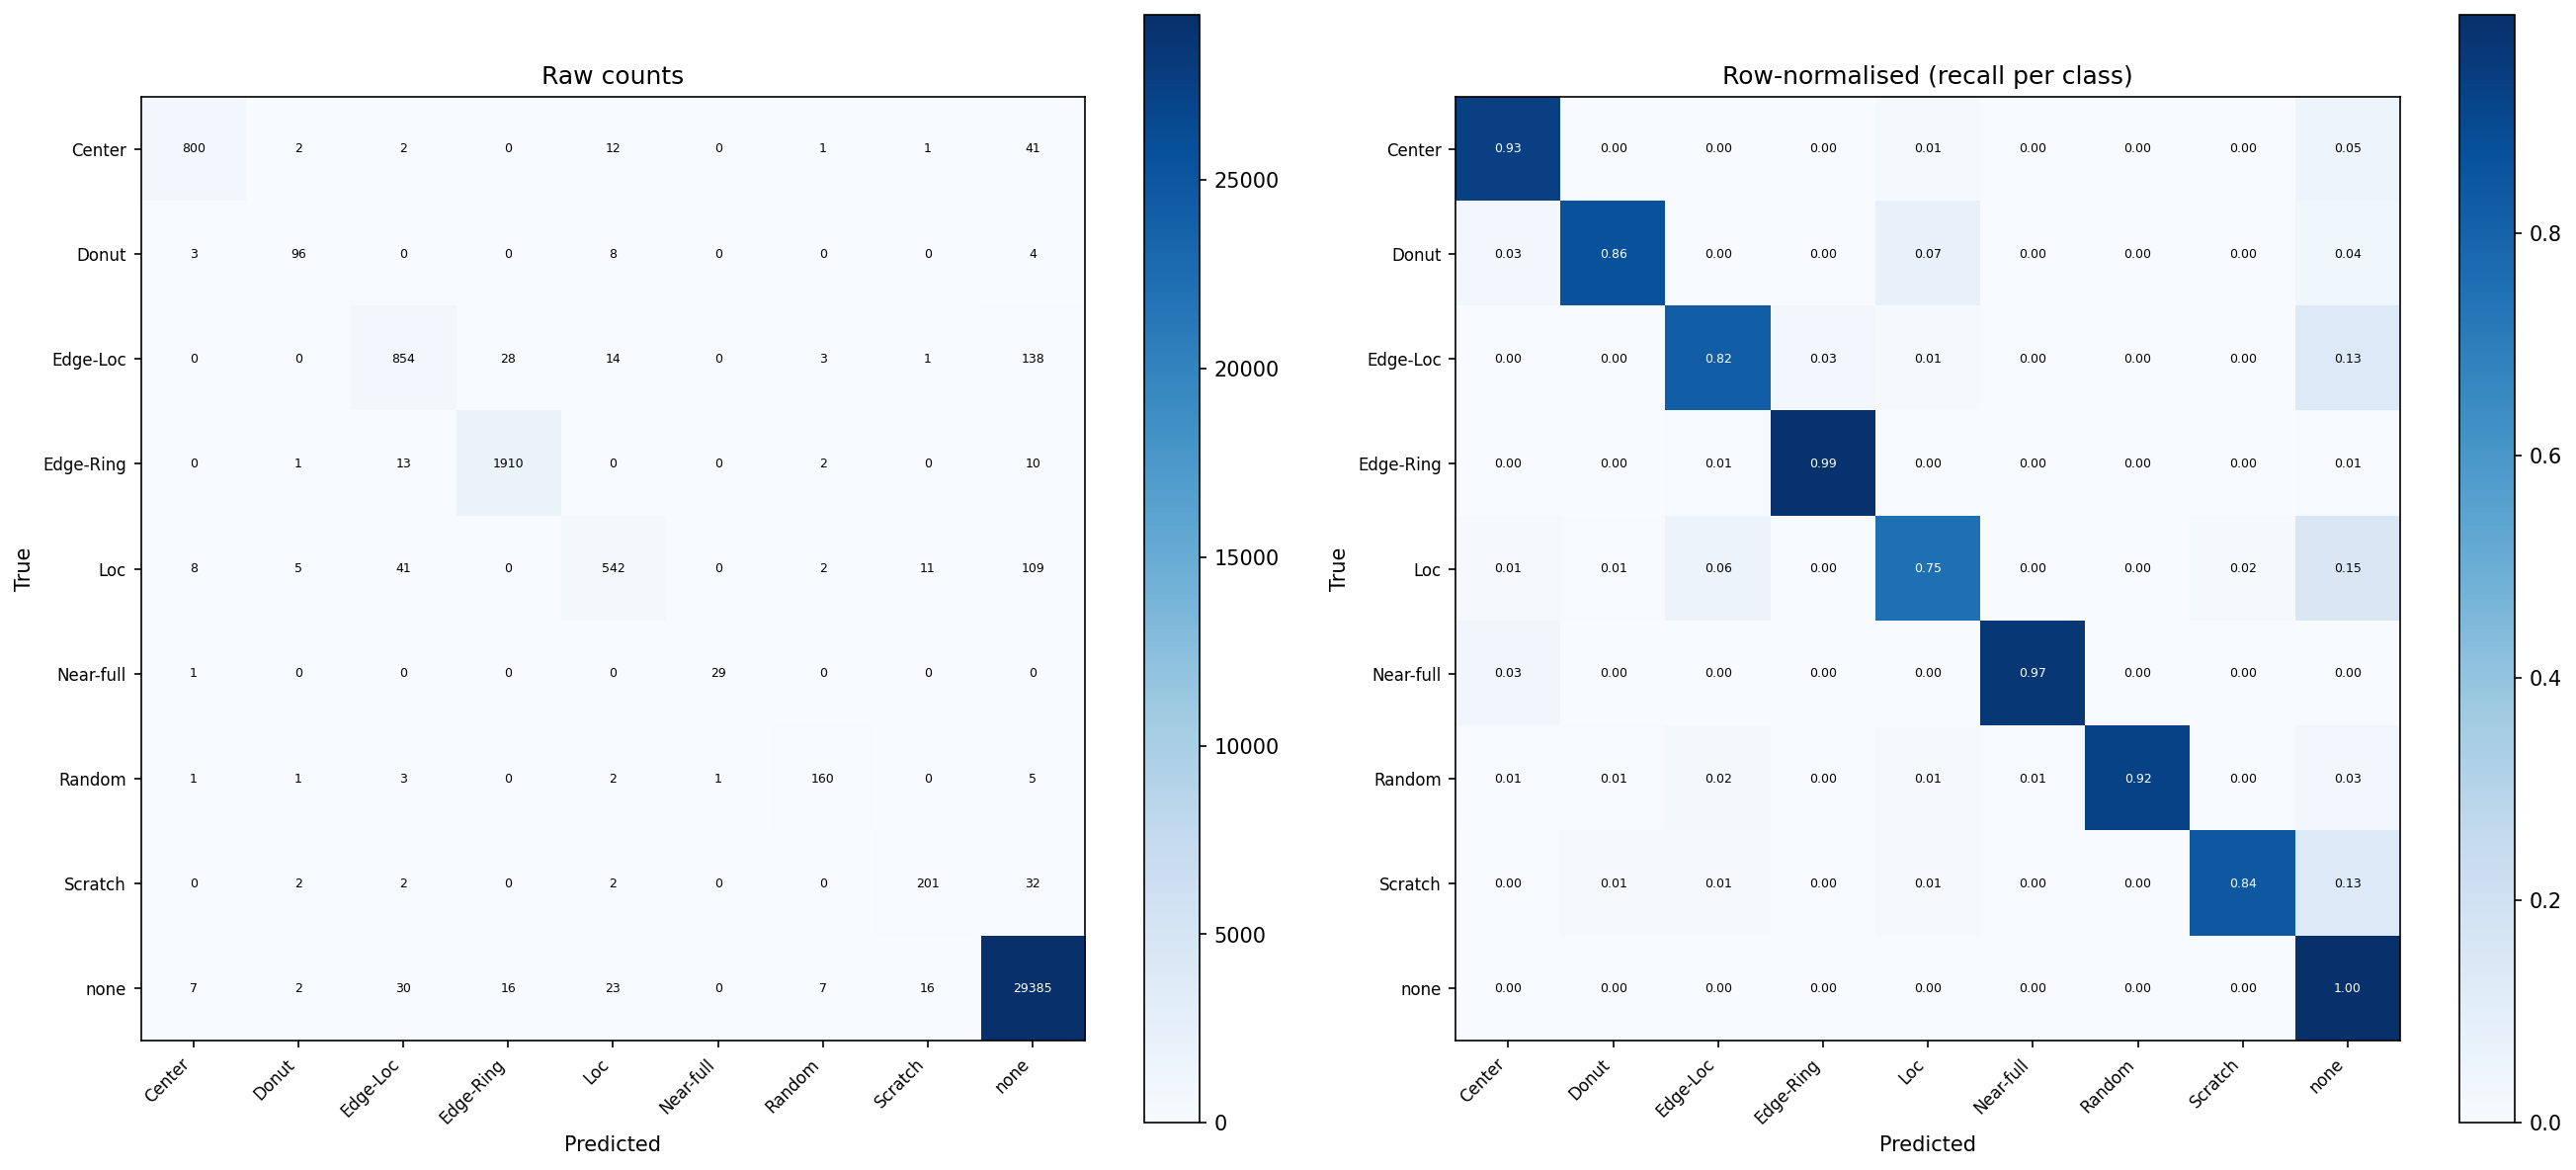 Raw counts
True
Center 800 2 2 0 12 0 1 1 41
Donut 3 96 0 0 8 0 0 0 4
Edge-Loc 0 0 854 28 14 0 3 1 138
Edge-Ring 0 1 13 1910 0 0 2 0 10
Loc 8 5 41 0 542 0 2 11 109
Near-full 1 0 0 0 0 29 0 0 0
Random 1 1 3 0 2 1 160 0 5
Scratch 0 2 2 0 2 0 0 201 32
none 7 2 30 16 23 0 7 16 29385
Center Donut Edge-Loc Edge-Ring Loc Near-full Random Scratch none
Predicted
25000
20000
15000
10000
5000
0
Row-normalised (recall per class)
True
Center 0.93 0.00 0.00 0.00 0.01 0.00 0.00 0.00 0.05
Donut 0.03 0.86 0.00 0.00 0.07 0.00 0.00 0.00 0.04
Edge-Loc 0.00 0.00 0.82 0.03 0.01 0.00 0.00 0.00 0.13
Edge-Ring 0.00 0.00 0.01 0.99 0.00 0.00 0.00 0.00 0.01
Loc 0.01 0.01 0.06 0.00 0.75 0.00 0.00 0.02 0.15
Near-full 0.03 0.00 0.00 0.00 0.00 0.97 0.00 0.00 0.00
Random 0.01 0.01 0.02 0.00 0.01 0.01 0.92 0.00 0.03
Scratch 0.00 0.01 0.01 0.00 0.01 0.00 0.00 0.84 0.13
none 0.00 0.00 0.00 0.00 0.00 0.00 0.00 0.00 1.00
Center Donut Edge-Loc Edge-Ring Loc Near-full Random Scratch none
Predicted
0.8
0.6
0.4
0.2
0.0